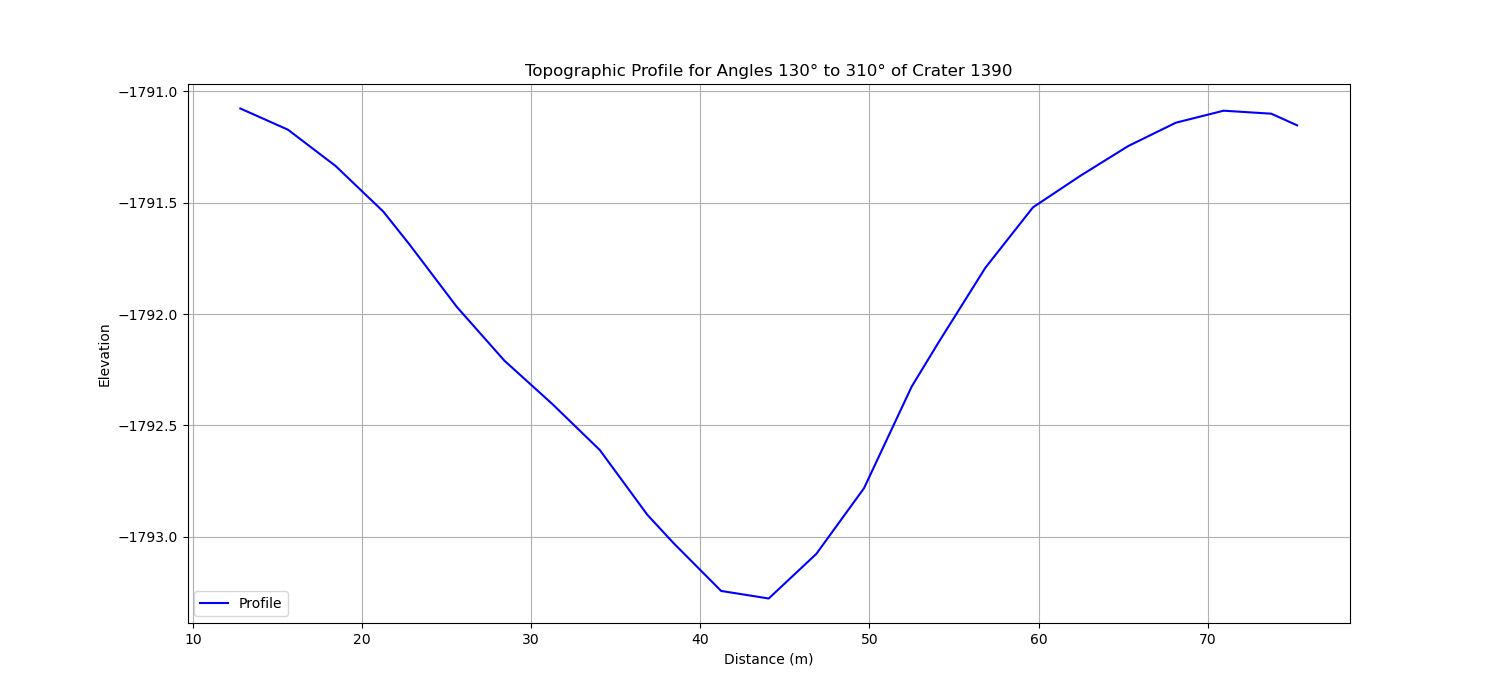 Topographic Profile for Angles 130° to 310° of Crater 1390
−1791.0
−1791.5
−1792.0
−1792.5
−1793.0
Elevation
Profile
10 20 30 40 50 60 70
Distance (m)